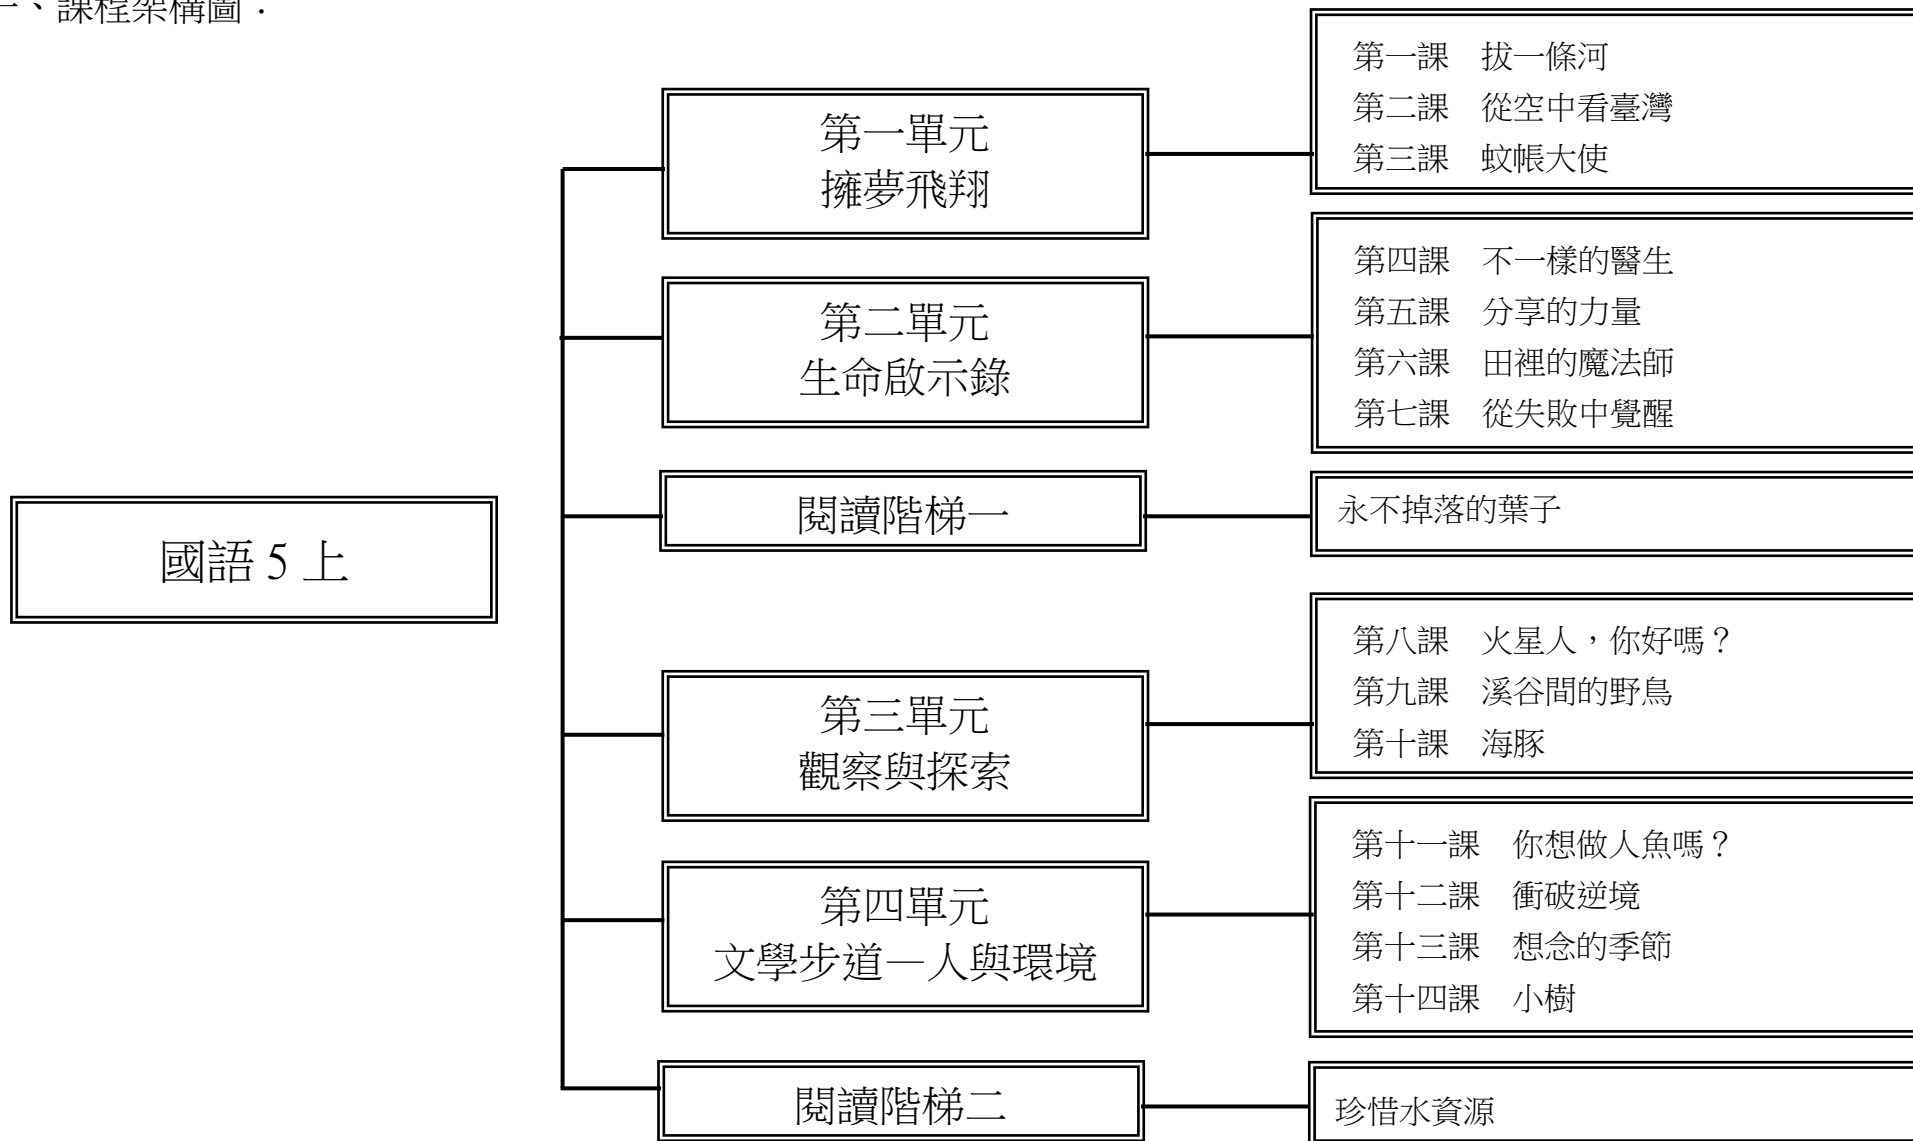 一、課程架構圖：
國語 5 上
第一單元
擁夢飛翔
第一課　拔一條河
第二課　從空中看臺灣
第三課　蚊帳大使
第二單元
生命啟示錄
第四課　不一樣的醫生
第五課　分享的力量
第六課　田裡的魔法師
第七課　從失敗中覺醒
閱讀階梯一
永不掉落的葉子
第三單元
觀察與探索
第八課　火星人，你好嗎？
第九課　溪谷間的野鳥
第十課　海豚
第四單元
文學步道—人與環境
第十一課　你想做人魚嗎？
第十二課　衝破逆境
第十三課　想念的季節
第十四課　小樹
閱讀階梯二
珍惜水資源